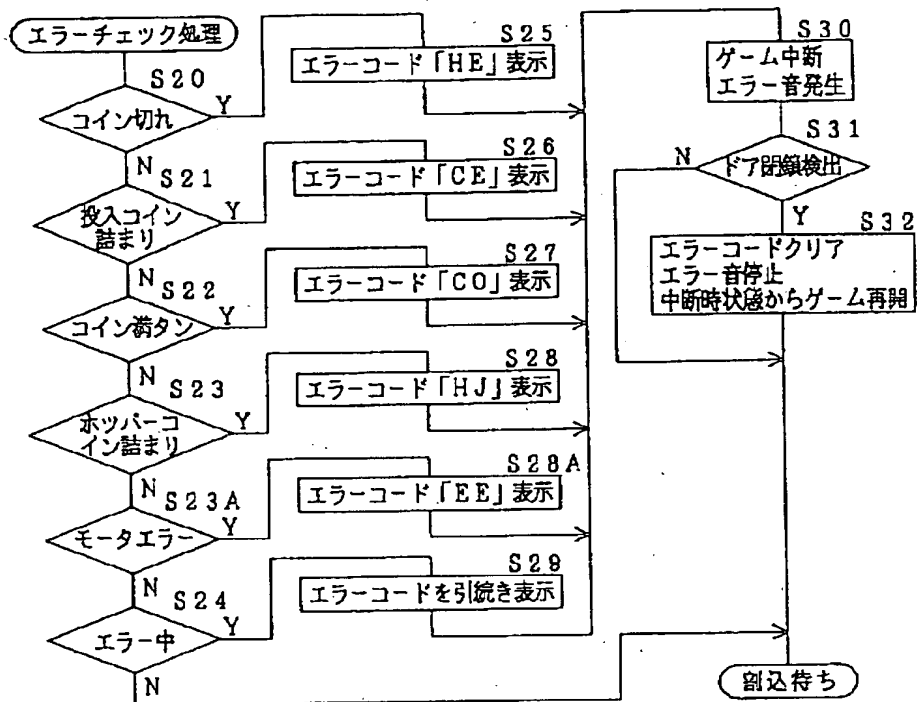 エラーチェック処理
S20
コイン切れ
Y
N
S21
投入コイン
詰まり
Y
N
S22
コイン満タン
Y
N
S23
ホッパーコ
イン詰まり
Y
N
S23A
モータエラー
Y
N
S24
エラー中
Y
N
S25
エラーコード「HE」表示
S26
エラーコード「CE」表示
S27
エラーコード「CO」表示
S28
エラーコード「HJ」表示
S28A
エラーコード「EE」表示
S29
エラーコードを引続き表示
S30
ゲーム中断
エラー音発生
S31
ドア閉鎖検出
N
Y
S32
エラーコードクリア
エラー音停止
中断時状態からゲーム再開
割込待ち